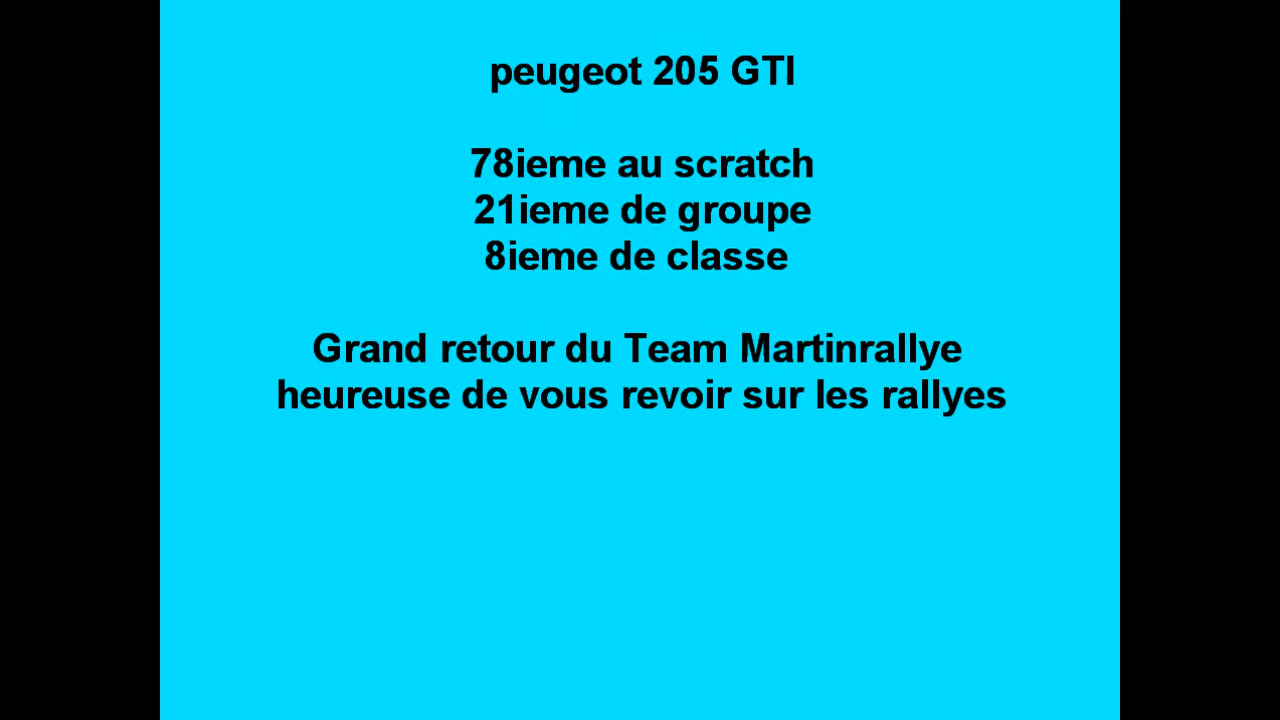 peugeot 205 GTI
78ieme au scratch
21ieme de groupe
8ieme de classe
Grand retour du Team Martinrallye
heureuse de vous revoir sur les rallyes